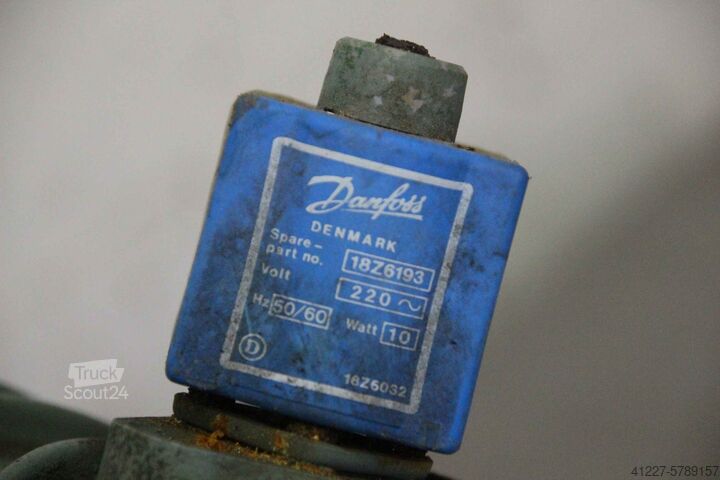 Danfoss
DENMARK
Spare-
part no. 18Z6193
Volt 220 ~
Hz 50/60 Watt 10
D
18Z6032
Truck
Scout24
41227-5789157